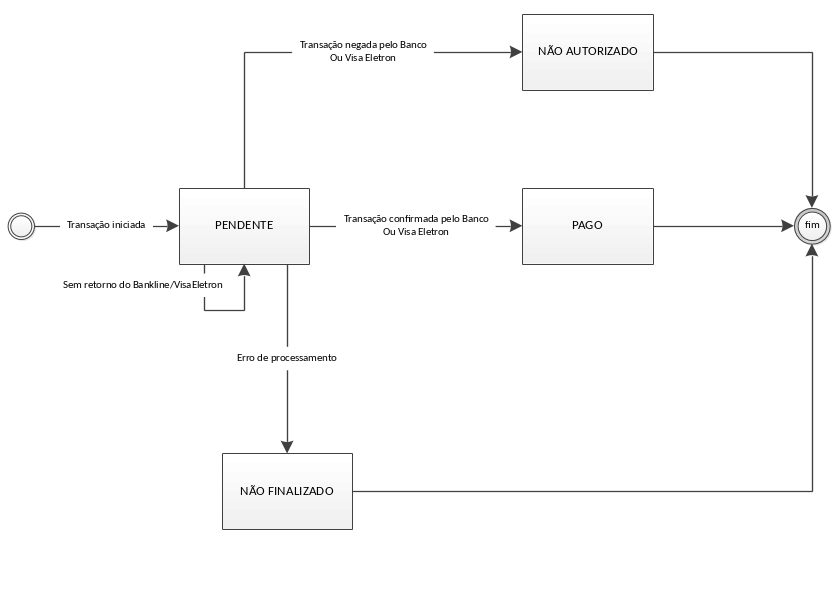 Transação negada pelo Banco
Ou Visa Eletron
NÃO AUTORIZADO
Transação iniciada
PENDENTE
Transação confirmada pelo Banco
Ou Visa Eletron
PAGO
fim
Sem retorno do Bankline/VisaEletron
Erro de processamento
NÃO FINALIZADO